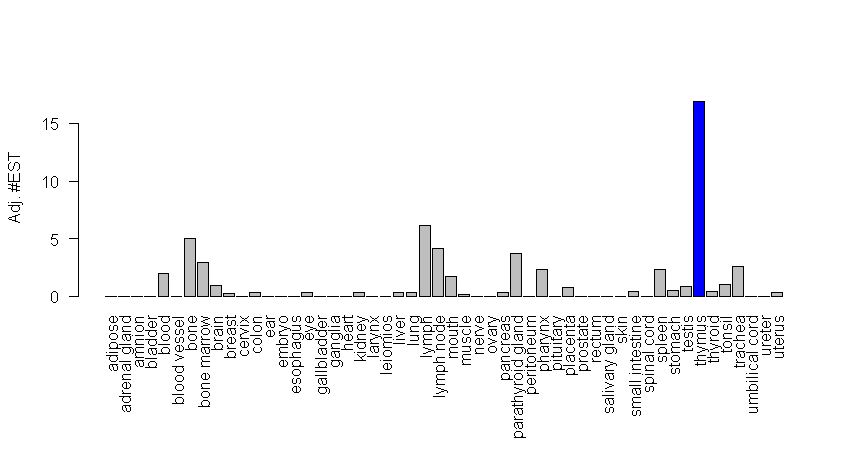 Adj. #EST
15
10
5
0
adipose
adrenal gland
amnion
bladder
blood
blood vessel
bone
bone marrow
brain
breast
cervix
colon
ear
embryo
esophagus
eye
gallbladder
ganglia
heart
kidney
larynx
leiomios
liver
lung
lymph
lymph node
mouth
muscle
nerve
ovary
pancreas
parathyroid gland
peritoneum
pharynx
pituitary
placenta
prostate
rectum
salivary gland
skin
small intestine
spinal cord
spleen
stomach
testis
thymus
thyroid
tonsil
trachea
umbilical cord
ureter
uterus